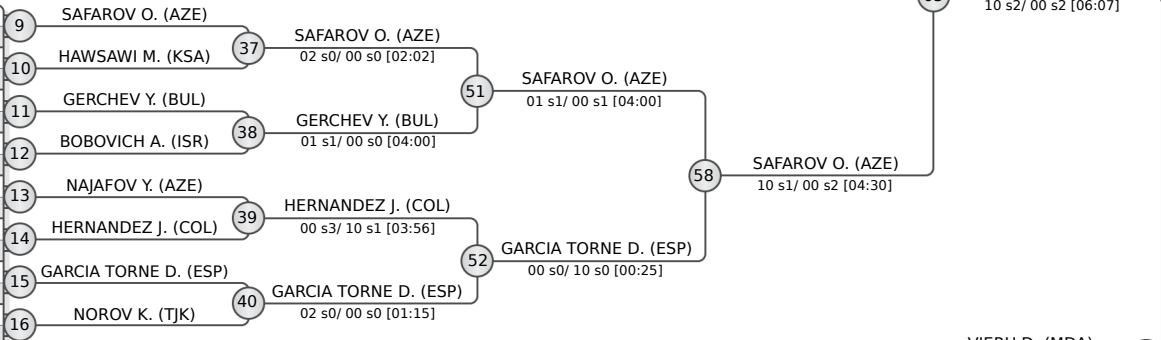 10 s2/ 00 s2 [06:07]
9
SAFAROV O. (AZE)
10
HAWSAWI M. (KSA)
37
SAFAROV O. (AZE)
02 s0/ 00 s0 [02:02]
11
GERCHEV Y. (BUL)
12
BOBOVICH A. (ISR)
38
GERCHEV Y. (BUL)
01 s1/ 00 s0 [04:00]
51
SAFAROV O. (AZE)
01 s1/ 00 s1 [04:00]
13
NAJAFOV Y. (AZE)
14
HERNANDEZ J. (COL)
39
HERNANDEZ J. (COL)
00 s3/ 10 s1 [03:56]
15
GARCIA TORNE D. (ESP)
16
NOROV K. (TJK)
40
GARCIA TORNE D. (ESP)
02 s0/ 00 s0 [01:15]
52
GARCIA TORNE D. (ESP)
00 s0/ 10 s0 [00:25]
58
SAFAROV O. (AZE)
10 s1/ 00 s2 [04:30]